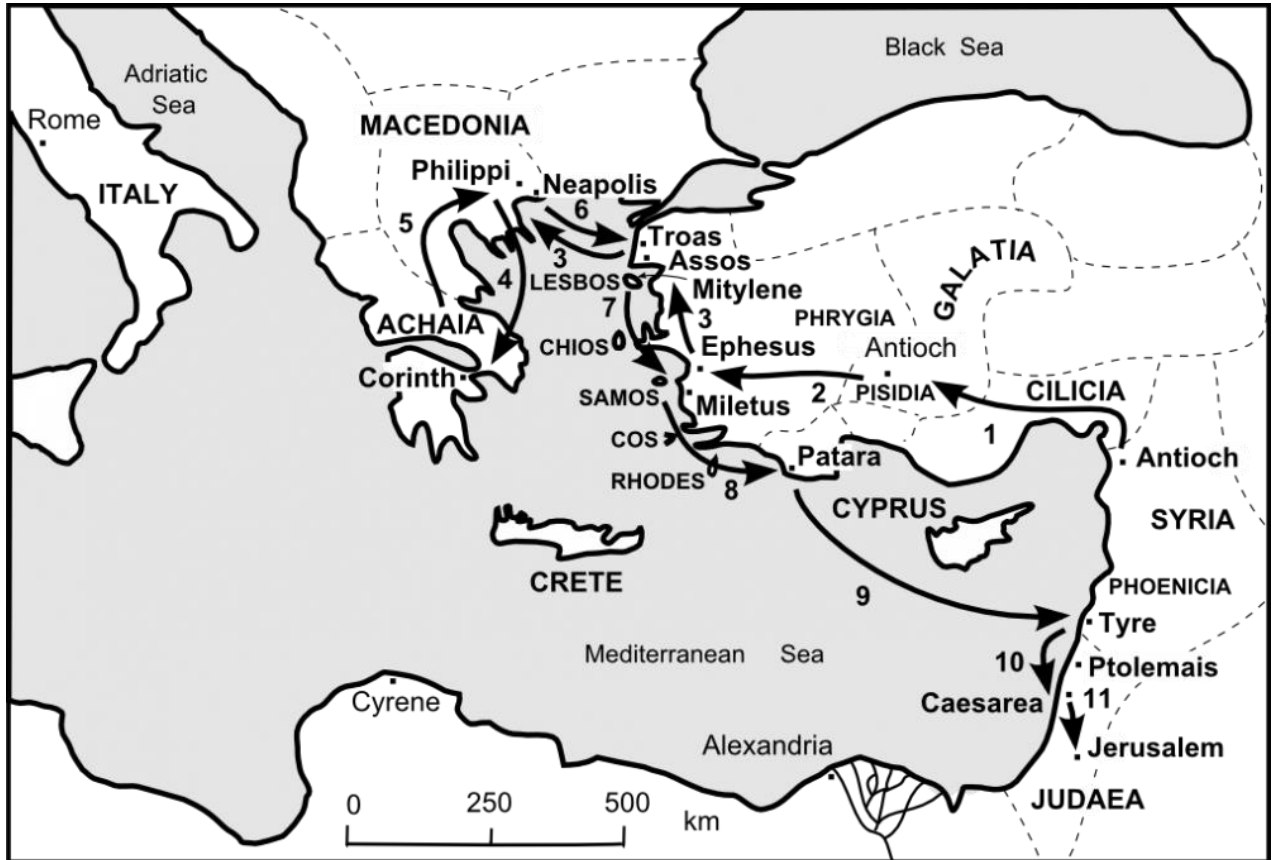 Black Sea
Adriatic
Sea
Rome
MACEDONIA
Philippi
Neapolis
ITALY
5
6
Troas
3
Assos
4
LESBOS
Mitylene
GALATIA
7
3
PHRYGIA
ACHAIA
CHIOS
Ephesus
Antioch
Corinth
2
PISIDIA
CILICIA
SAMOS
Miletus
1
COS
Patara
Antioch
RHODES
8
CYPRUS
SYRIA
CRETE
9
PHOENICIA
Tyre
Mediterranean Sea
10
Ptolemais
Cyrene
Caesarea
11
Alexandria
Jerusalem
0 250 500
km
JUDAEA